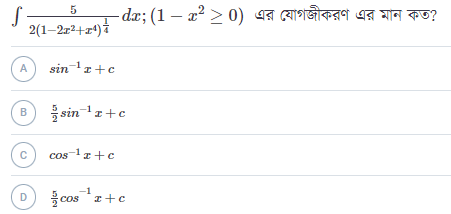 ∫ 5/(2(1−2x²+x⁴)^(1/4)) dx; (1 − x² ≥ 0) এর যোগজীকরণ এর মান কত?
A sin⁻¹x + c
B 5/2 sin⁻¹x + c
C cos⁻¹x + c
D 5/2 cos⁻¹x + c